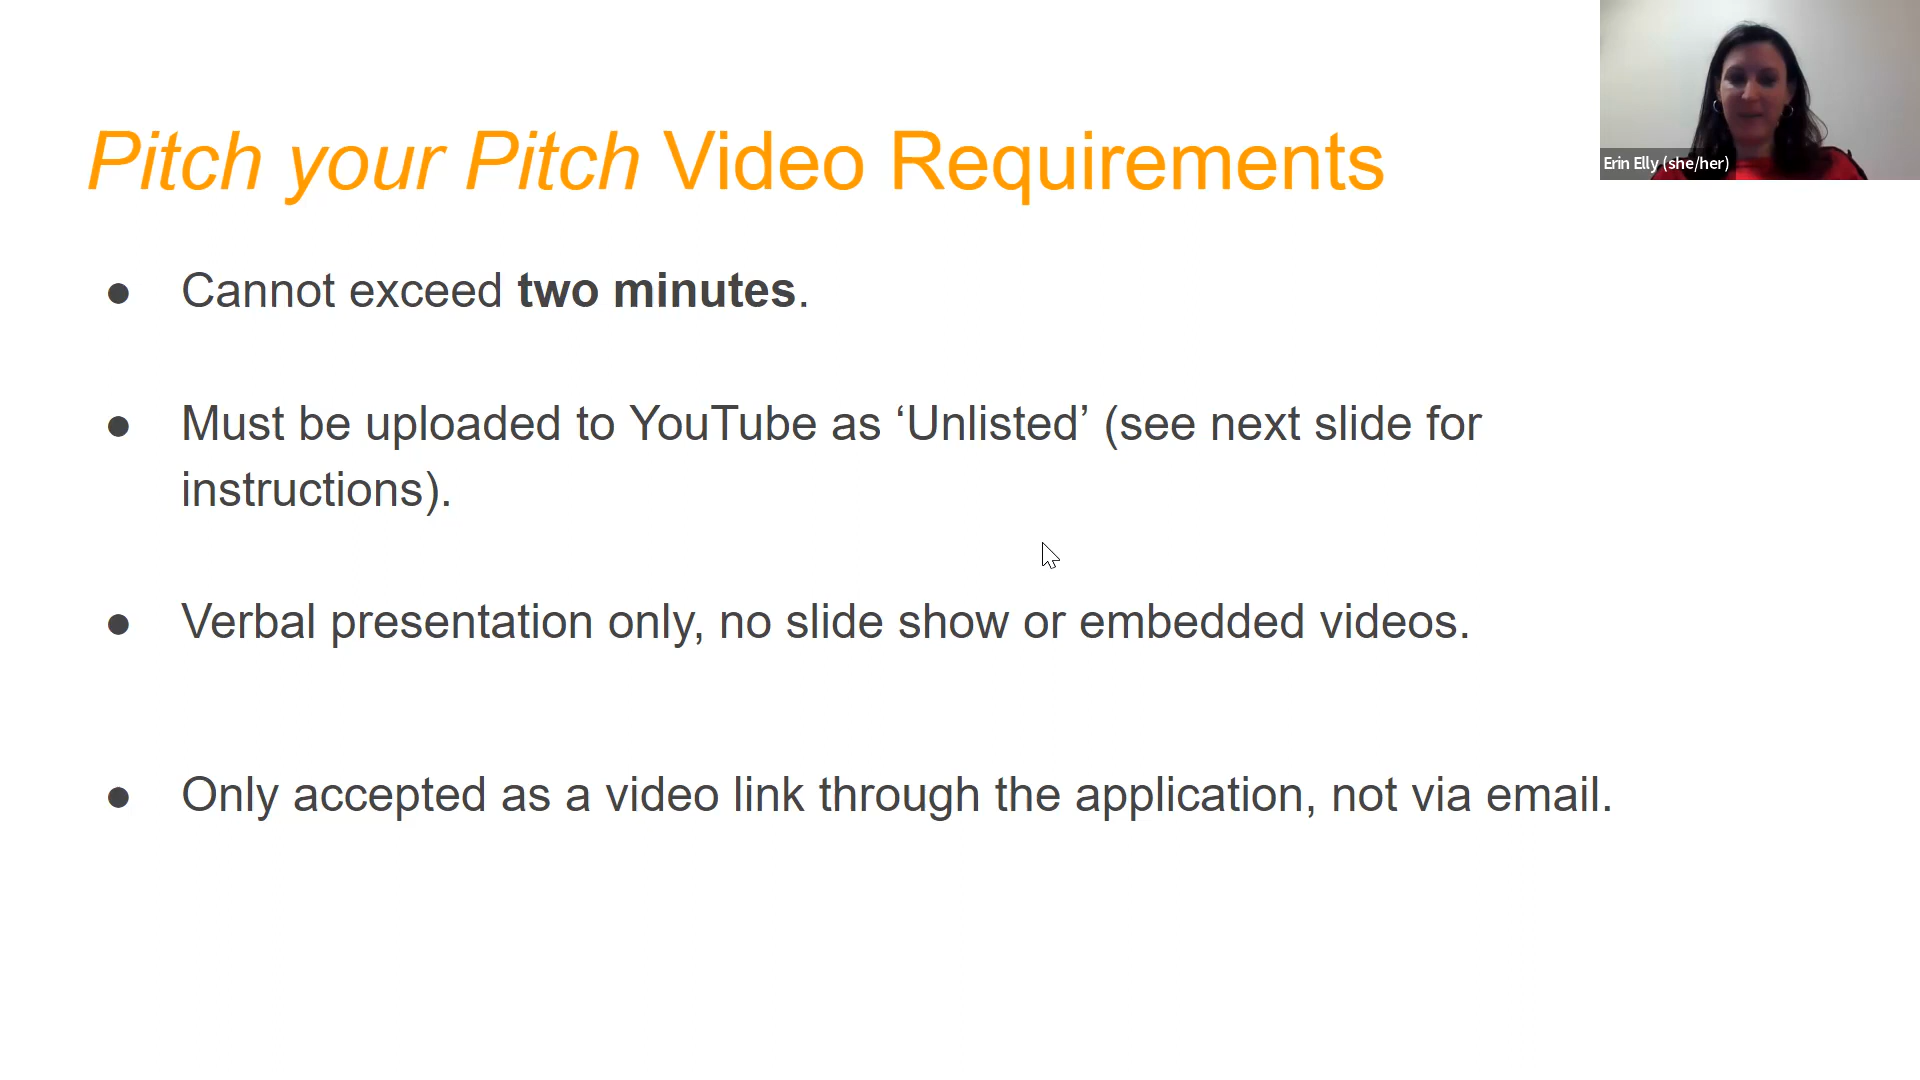 Pitch your Pitch Video Requirements
Erin Elly (she/her)
● Cannot exceed two minutes.
● Must be uploaded to YouTube as ‘Unlisted’ (see next slide for
instructions).
● Verbal presentation only, no slide show or embedded videos.
● Only accepted as a video link through the application, not via email.